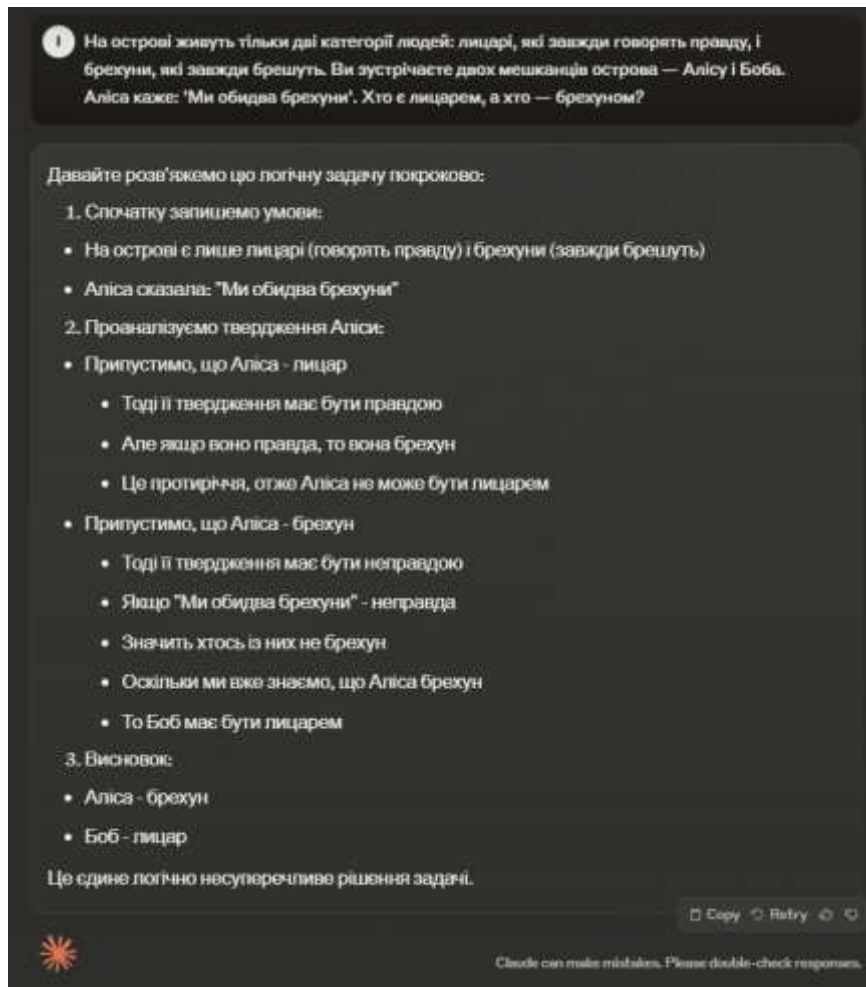 І
На острові живуть тільки дві категорії людей: лицарі, які завжди говорять правду, і
брехуни, які завжди брешуть. Ви зустрічаєте двох мешканців острова — Алісу і Боба.
Аліса каже: 'Ми обидва брехуни'. Хто є лицарем, а хто — брехуном?
Давайте розв'яжемо цю логічну задачу покроково:
1. Спочатку запишемо умови:
• На острові є лише лицарі (говорять правду) і брехуни (завжди брешуть)
• Аліса сказала: "Ми обидва брехуни"
2. Проаналізуємо твердження Аліси:
• Припустимо, що Аліса - лицар
• Тоді її твердження має бути правдою
• Але якщо воно правда, то вона брехун
• Це протиріччя, отже Аліса не може бути лицарем
• Припустимо, що Аліса - брехун
• Тоді її твердження має бути неправдою
• Якщо "Ми обидва брехуни" - неправда
• Значить хтось із них не брехун
• Оскільки ми вже знаємо, що Аліса брехун
• То Боб має бути лицарем
3. Висновок:
• Аліса - брехун
• Боб - лицар
Це єдине логічно несуперечливе рішення задачі.
Copy Retry
Claude can make mistakes. Please double-check responses.